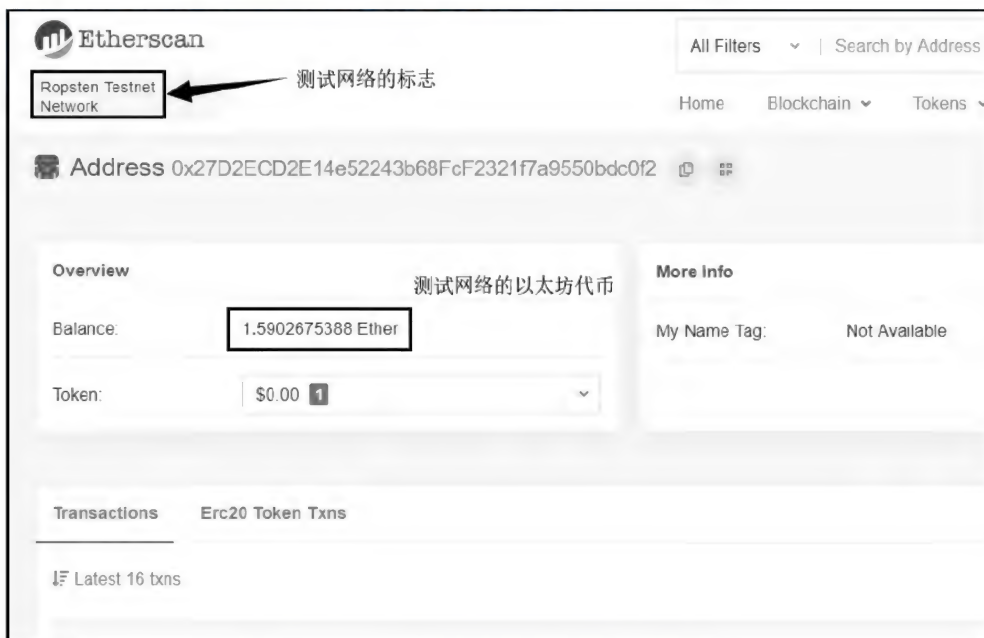 Etherscan
All Filters
Search by Address
Ropsten Testnet
Network
测试网络的标志
Home
Blockchain
Tokens
Address 0x27D2ECD2E14e52243b68FcF2321f7a9550bdc0f2
Overview
测试网络的以太坊代币
More Info
Balance:
1.5902675388 Ether
My Name Tag:
Not Available
Token:
$0.00 1
Transactions
Erc20 Token Txns
Latest 16 txns